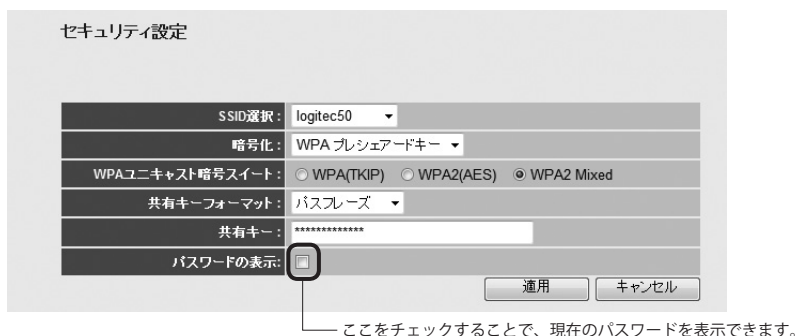 セキュリティ設定
SSID選択: logitec50
暗号化: WPA プレシェアードキー
WPAユニキャスト暗号スイート: WPA(TKIP) WPA2(AES) WPA2 Mixed
共有キーフォーマット: パスフレーズ
共有キー: *************
パスワードの表示:
適用 キャンセル
ここをチェックすることで、現在のパスワードを表示できます。